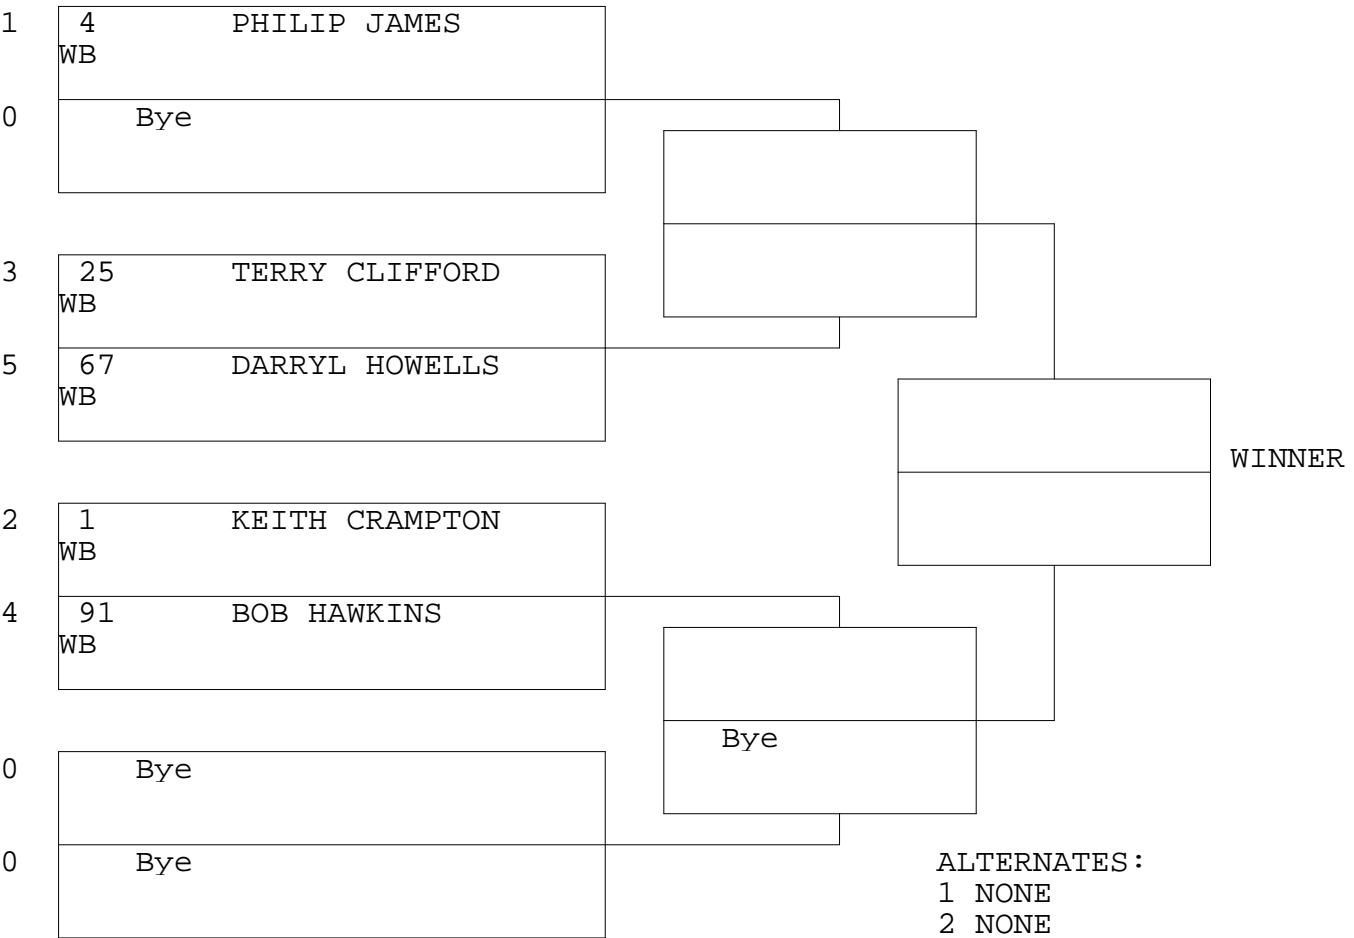 1 4 PHILIP JAMES
WB
0 Bye
3 25 TERRY CLIFFORD
WB
5 67 DARRYL HOWELLS
WB
WINNER
2 1 KEITH CRAMPTON
WB
4 91 BOB HAWKINS
WB
Bye
0 Bye
0 Bye
ALTERNATES:
1 NONE
2 NONE